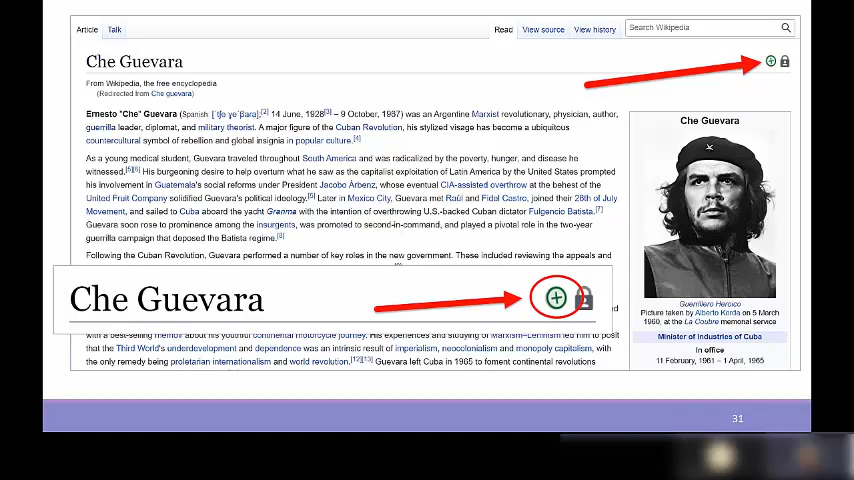 Article Talk Read View source View history Search Wikipedia
Che Guevara
From Wikipedia, the free encyclopedia
(Redirected from Che guevara)
Ernesto "Che" Guevara (Spanish: [ˈtʃe ɣeˈβaɾa];[2] 14 June, 1928[3] – 9 October, 1967) was an Argentine Marxist revolutionary, physician, author,
guerrilla leader, diplomat, and military theorist. A major figure of the Cuban Revolution, his stylized visage has become a ubiquitous
countercultural symbol of rebellion and global insignia in popular culture.[4]
As a young medical student, Guevara traveled throughout South America and was radicalized by the poverty, hunger, and disease he
witnessed.[5][6] His burgeoning desire to help overturn what he saw as the capitalist exploitation of Latin America by the United States prompted
his involvement in Guatemala's social reforms under President Jacobo Árbenz, whose eventual CIA-assisted overthrow at the behest of the
United Fruit Company solidified Guevara's political ideology.[5] Later in Mexico City, Guevara met Raúl and Fidel Castro, joined their 26th of July
Movement, and sailed to Cuba aboard the yacht Granma with the intention of overthrowing U.S.-backed Cuban dictator Fulgencio Batista.[7]
Guevara soon rose to prominence among the insurgents, was promoted to second-in-command, and played a pivotal role in the two-year
guerrilla campaign that deposed the Batista regime.[8]
Following the Cuban Revolution, Guevara performed a number of key roles in the new government. These included reviewing the appeals and
Che Guevara
with a best-selling memoir about his youthful continental motorcycle journey. His experiences and studying of Marxism–Leninism led him to posit
that the Third World's underdevelopment and dependence was an intrinsic result of imperialism, neocolonialism and monopoly capitalism, with
the only remedy being proletarian internationalism and world revolution.[12][13] Guevara left Cuba in 1965 to foment continental revolutions
Che Guevara
Guerrillero Heroico
Picture taken by Alberto Korda on 5 March
1960, at the La Coubre memorial service
Minister of Industries of Cuba
In office
11 February, 1961 – 1 April, 1965
31